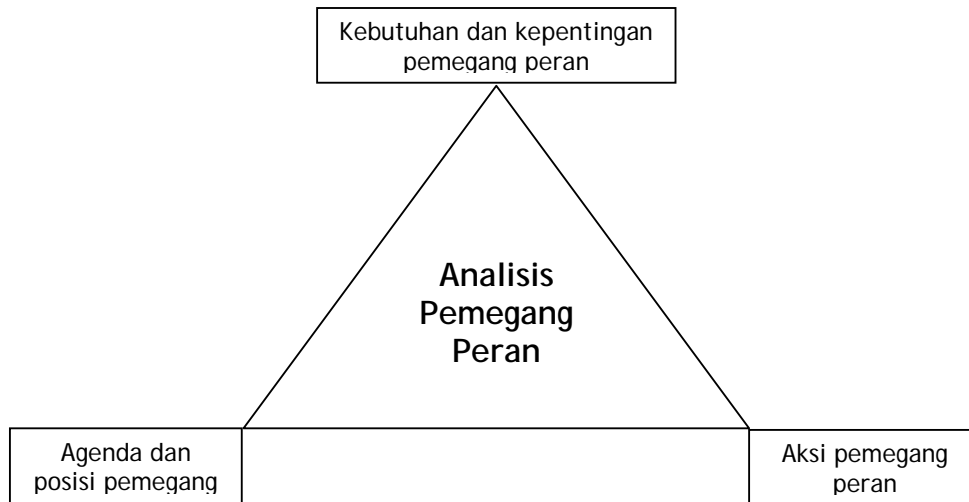 Kebutuhan dan kepentingan
pemegang peran
Analisis
Pemegang
Peran
Agenda dan
posisi pemegang
Aksi pemegang
peran